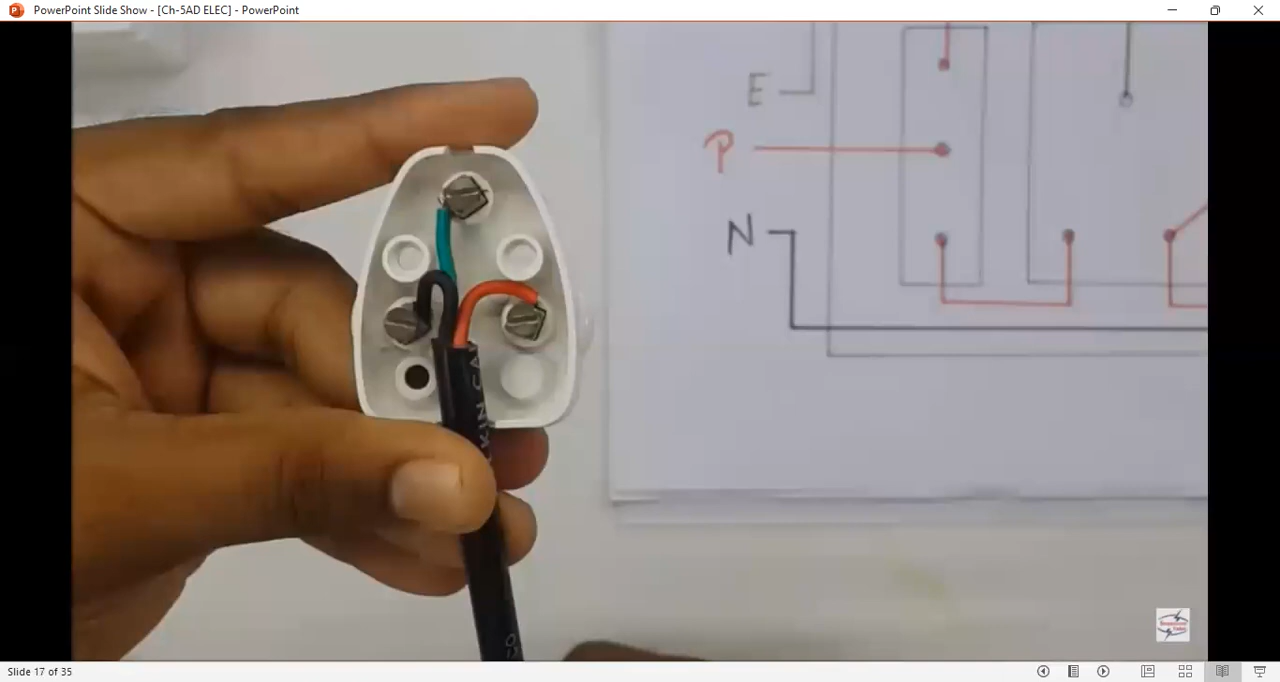 PowerPoint Slide Show - [Ch-5AD ELEC] - PowerPoint
E
P
N
Slide 17 of 35